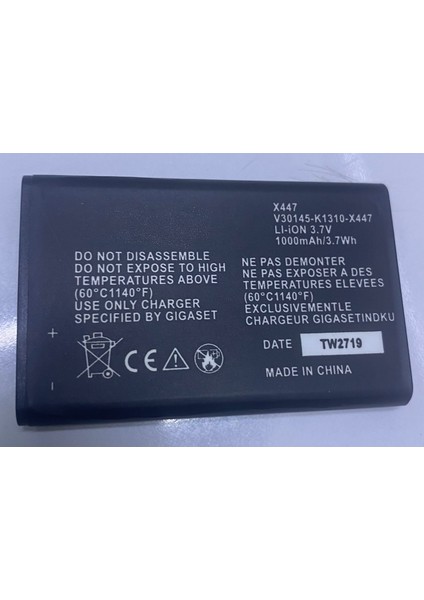 X447
V30145-K1310-X447
LI-iON 3.7V
1000mAh/3.7Wh
DO NOT DISASSEMBLE
DO NOT EXPOSE TO HIGH
TEMPERATURES ABOVE
(60°C1140°F)
USE ONLY CHARGER
SPECIFIED BY GIGASET
NE PAS DEMONTER
NE PAS EXPOSER A DES
TEMPERATURES ELEVEES
(60°C1140°F)
EXCLUSIVEMENTLE
CHARGEUR GIGASETINDKU
DATE TW2719
MADE IN CHINA
+
−
CE